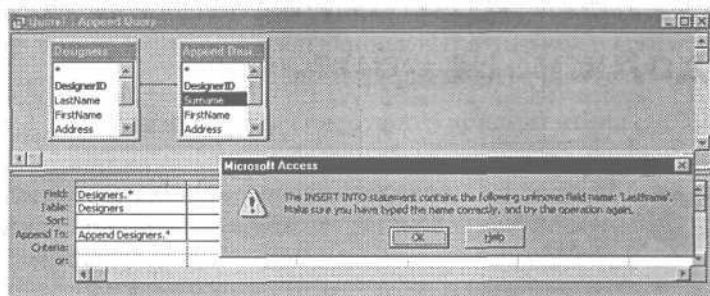 Query1 : Append Query
Designers
*
DesignerID
LastName
FirstName
Address
Append Desi...
*
DesignerID
Surname
FirstName
Address
Microsoft Access
The INSERT INTO statement contains the following unknown field name: 'LastName'.
Make sure you have typed the name correctly, and try the operation again.
OK
Help
Field: Designers.*
Table: Designers
Sort:
Append To: Append Designers.*
Criteria:
or: